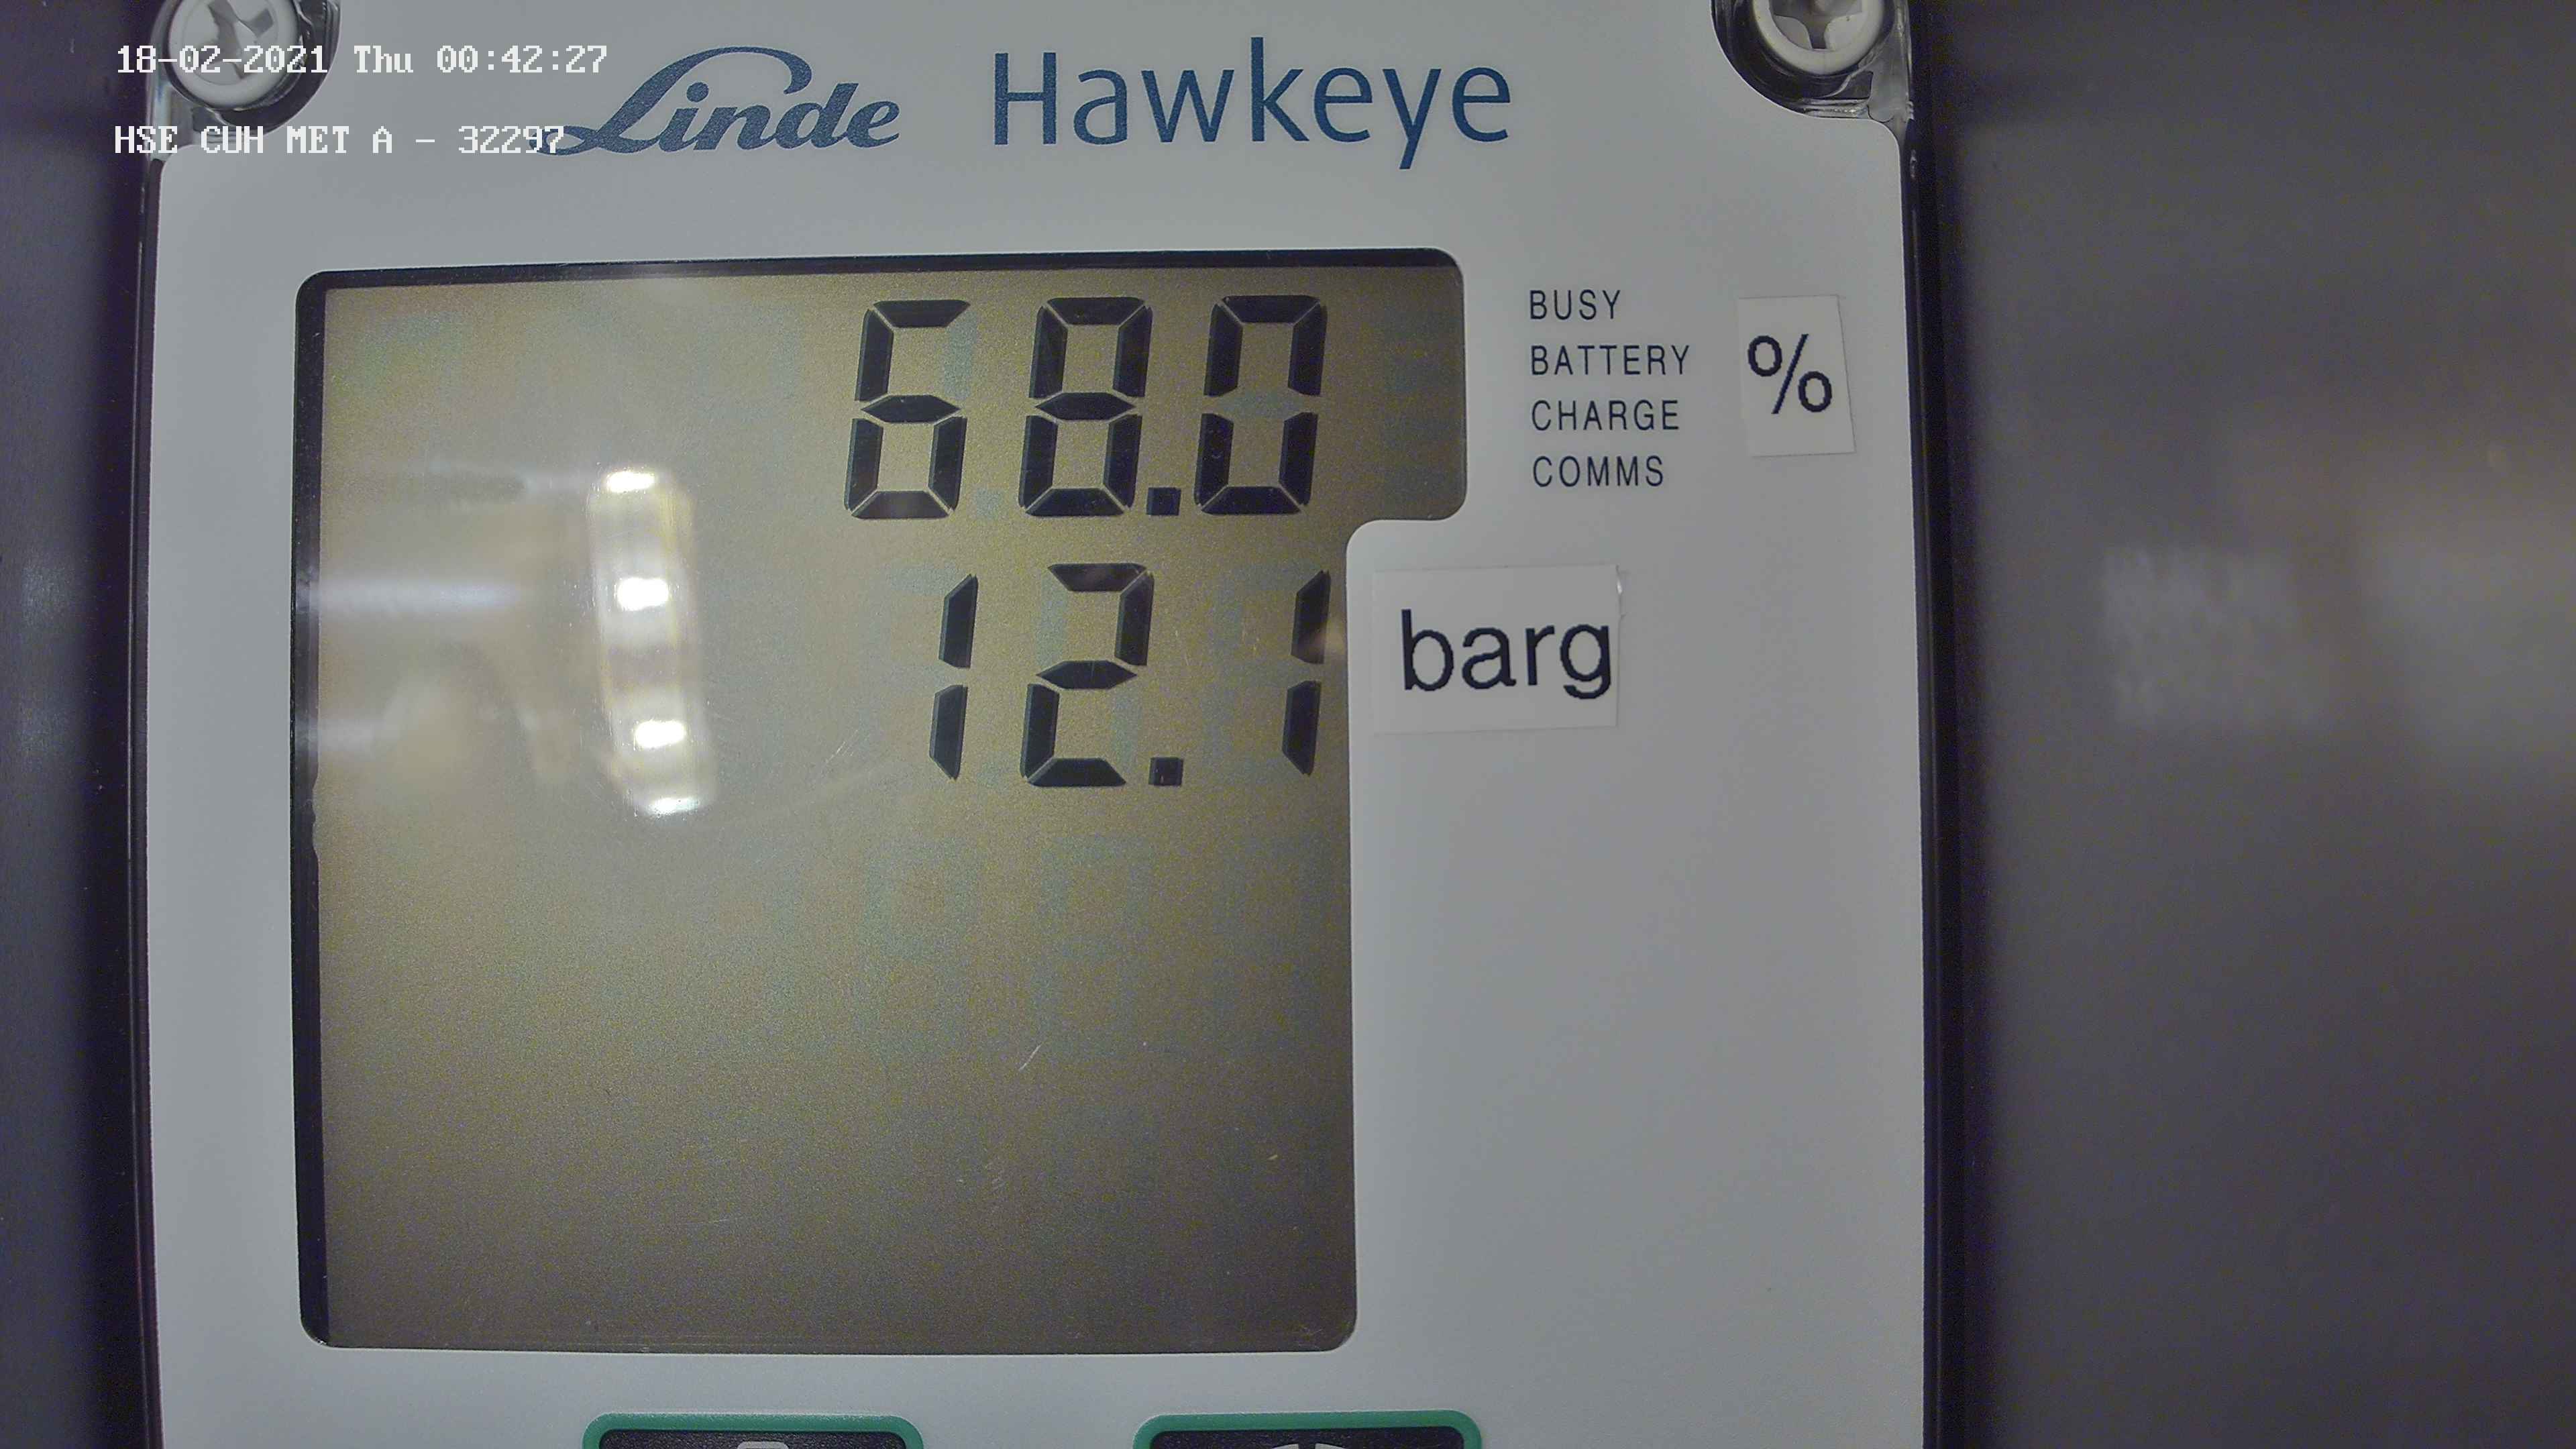 18-02-2021 Thu 00:42:27
HSE CUH MET A - 32297
Linde Hawkeye
68.0
BUSY
BATTERY
CHARGE
COMMS
%
12.1
barg